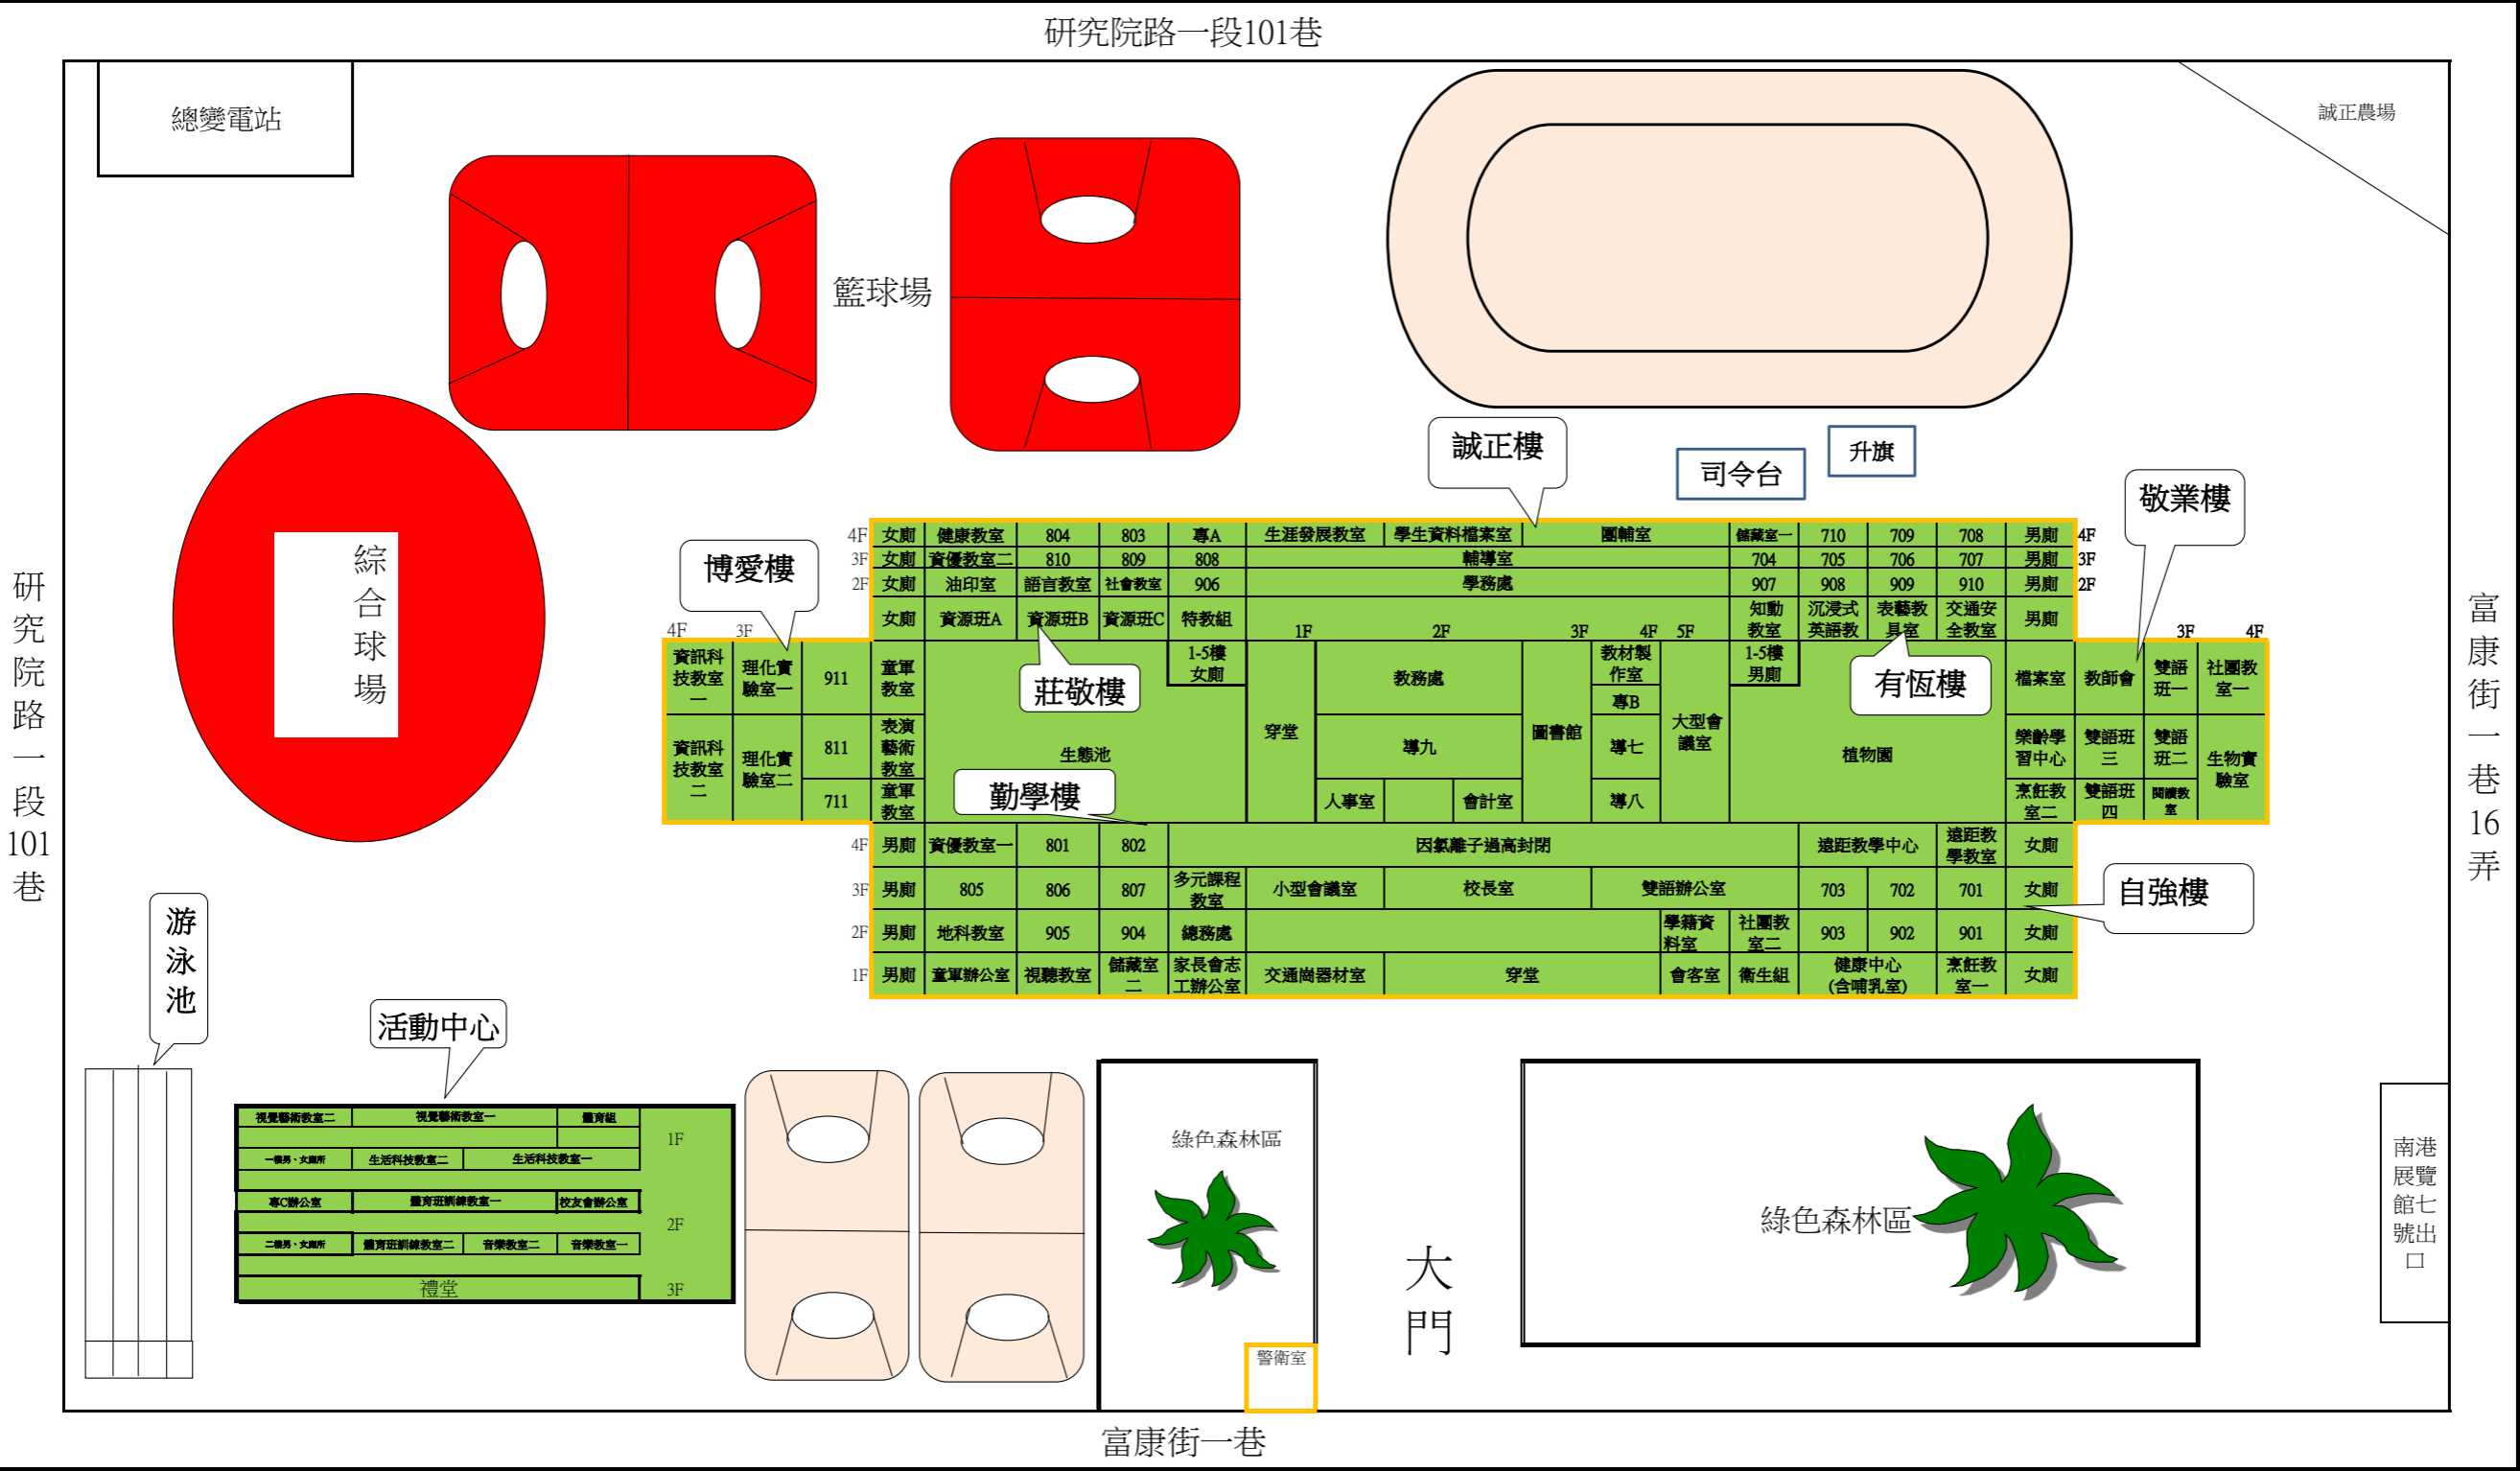 研究院路一段101巷
總變電站
誠正農場
籃球場
誠正樓
升旗
司令台
敬業樓
綜合球場
博愛樓
研究院路一段101巷
富康街一巷16弄
4F 女廁 健康教室 804 803 專A 生涯發展教室 學生資料檔案室 團輔室 儲藏室一 710 709 708 男廁 4F
3F 女廁 資優教室二 810 809 808 輔導室 704 705 706 707 男廁 3F
2F 女廁 油印室 語言教室 社會教室 906 學務處 907 908 909 910 男廁 2F
女廁 資源班A 資源班B 資源班C 特教組 知動教室 沉浸式英語教 表藝教具室 交通安全教室 男廁
4F 3F 1F 2F 3F 4F 5F 3F 4F
資訊科技教室一 理化實驗室一 911 童軍教室 1-5樓女廁 教務處 教材製作室 1-5樓男廁 檔案室 教師會 雙語班一 社團教室一
莊敬樓
有恆樓
專B
資訊科技教室二 理化實驗室二 811 表演藝術教室 生態池 穿堂 導九 圖書館 導七 大型會議室 植物園 樂齡學習中心 雙語班三 雙語班二 生物實驗室
勤學樓
711 童軍教室 人事室 會計室 導八 烹飪教室二 雙語班四 閱讀教室
4F 男廁 資優教室一 801 802 因氯離子過高封閉 遠距教學中心 遠距教學教室 女廁
3F 男廁 805 806 807 多元課程教室 小型會議室 校長室 雙語辦公室 703 702 701 女廁
自強樓
2F 男廁 地科教室 905 904 總務處 學籍資料室 社團教室二 903 902 901 女廁
1F 男廁 童軍辦公室 視聽教室 儲藏室二 家長會志工辦公室 交通崗器材室 穿堂 會客室 衛生組 健康中心(含哺乳室) 烹飪教室一 女廁
游泳池
活動中心
視覺藝術教室二 視覺藝術教室一 體育組
1F
一樓男、女廁所 生活科技教室二 生活科技教室一
專C辦公室 體育班訓練教室一 校友會辦公室
2F
二樓男、女廁所 體育班訓練教室二 音樂教室二 音樂教室一
禮堂 3F
綠色森林區
警衛室
大門
綠色森林區
南港展覽館七號出口
富康街一巷